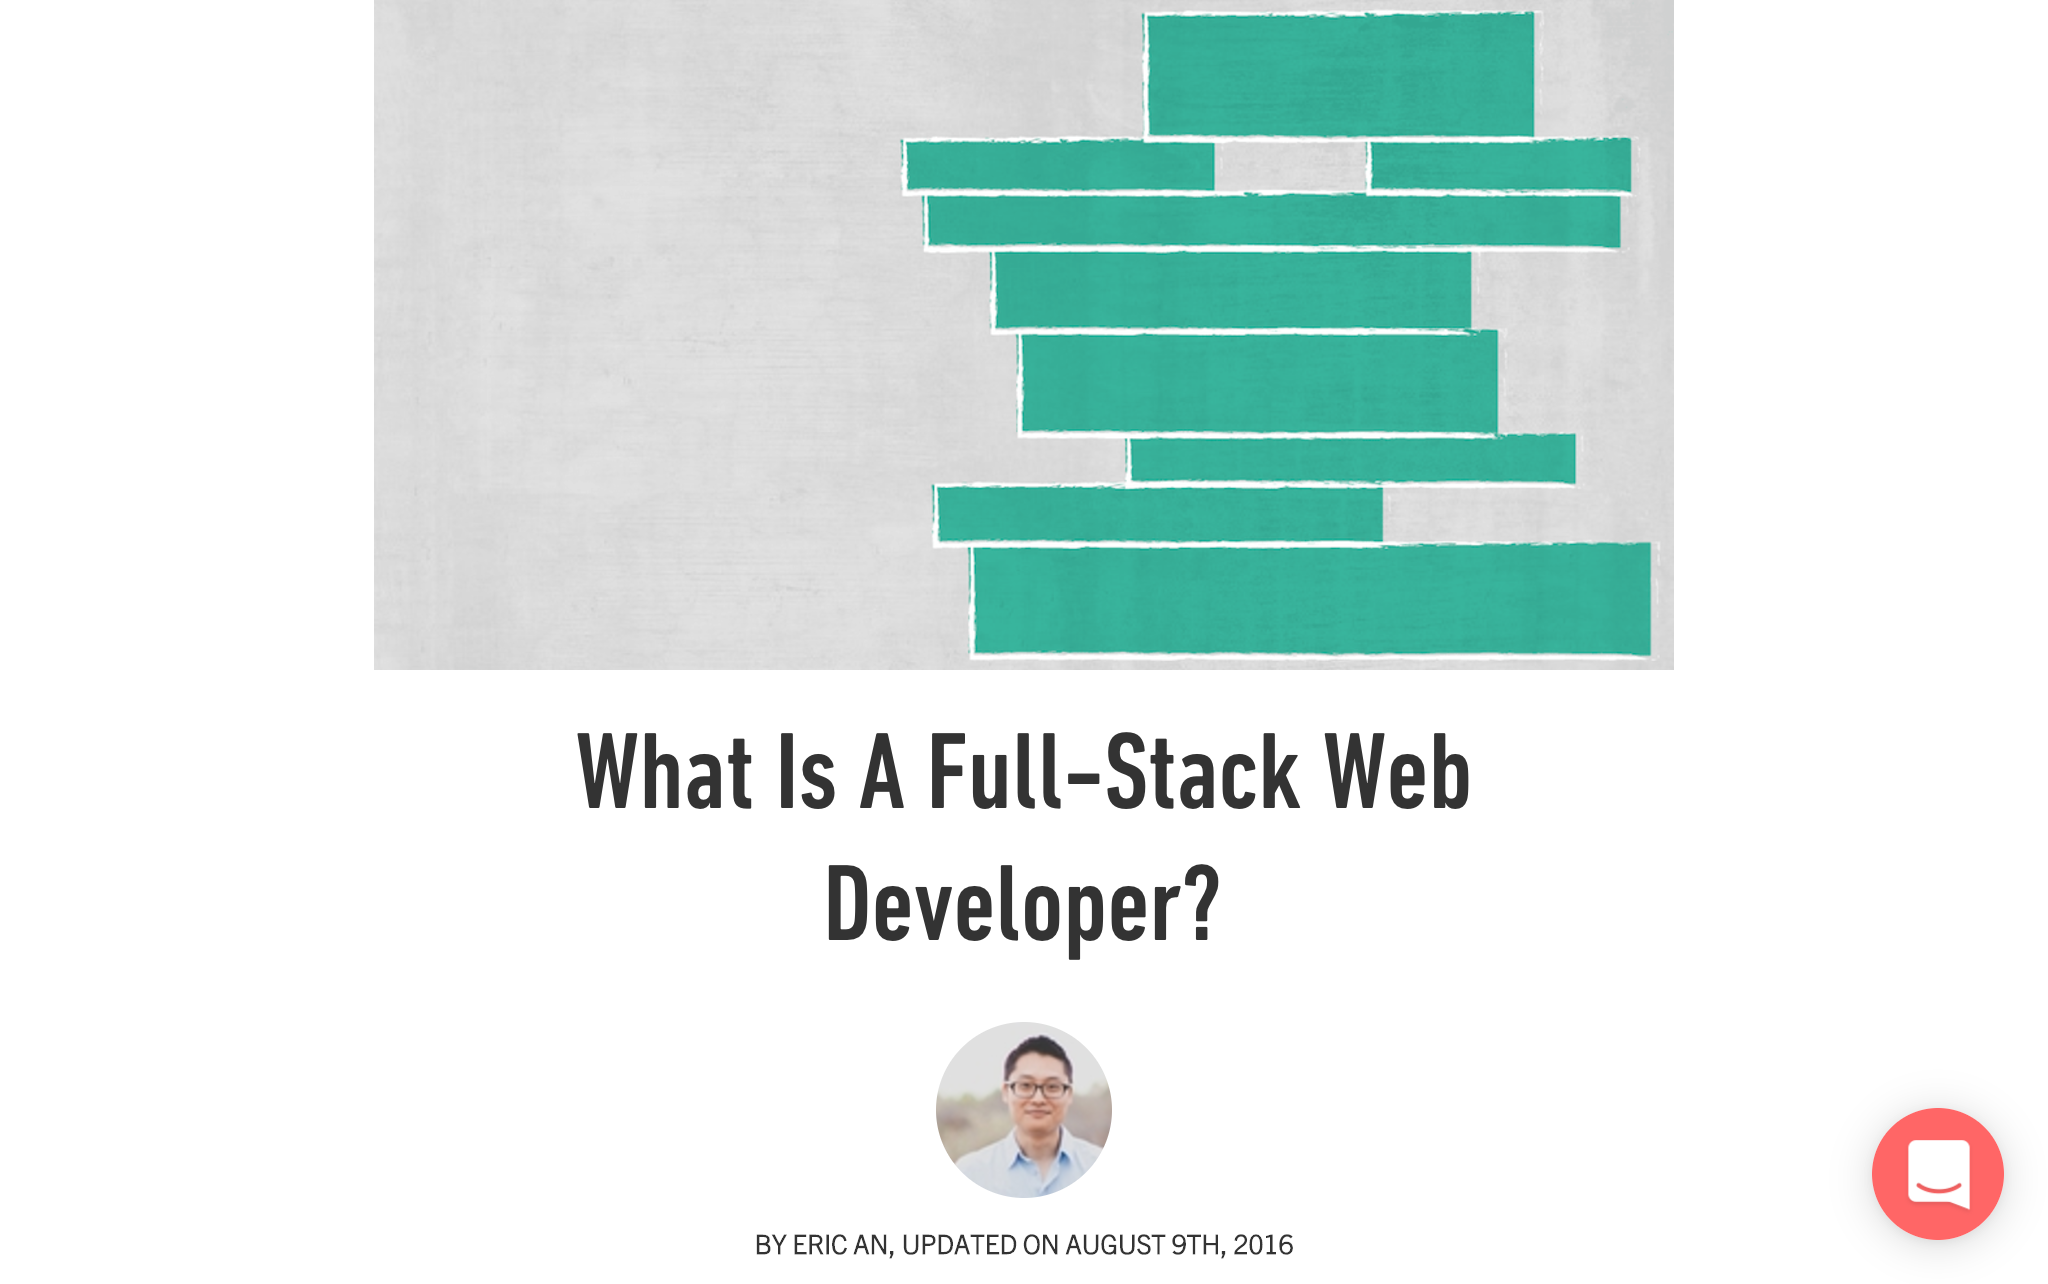 What Is A Full-Stack Web
Developer?
BY ERIC AN, UPDATED ON AUGUST 9TH, 2016